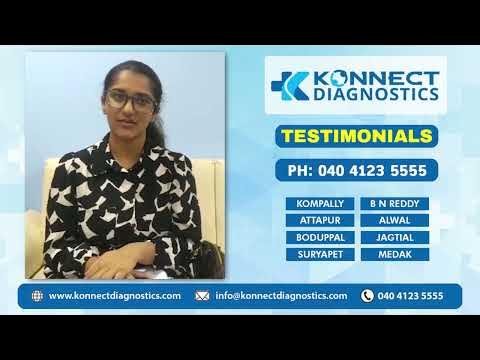 KONNECT
DIAGNOSTICS
TESTIMONIALS
PH: 040 4123 5555
KOMPALLY
B N REDDY
ATTAPUR
ALWAL
BODUPPAL
JAGTIAL
SURYAPET
MEDAK
www.konnectdiagnostics.com
info@konnectdiagnostics.com
040 4123 5555